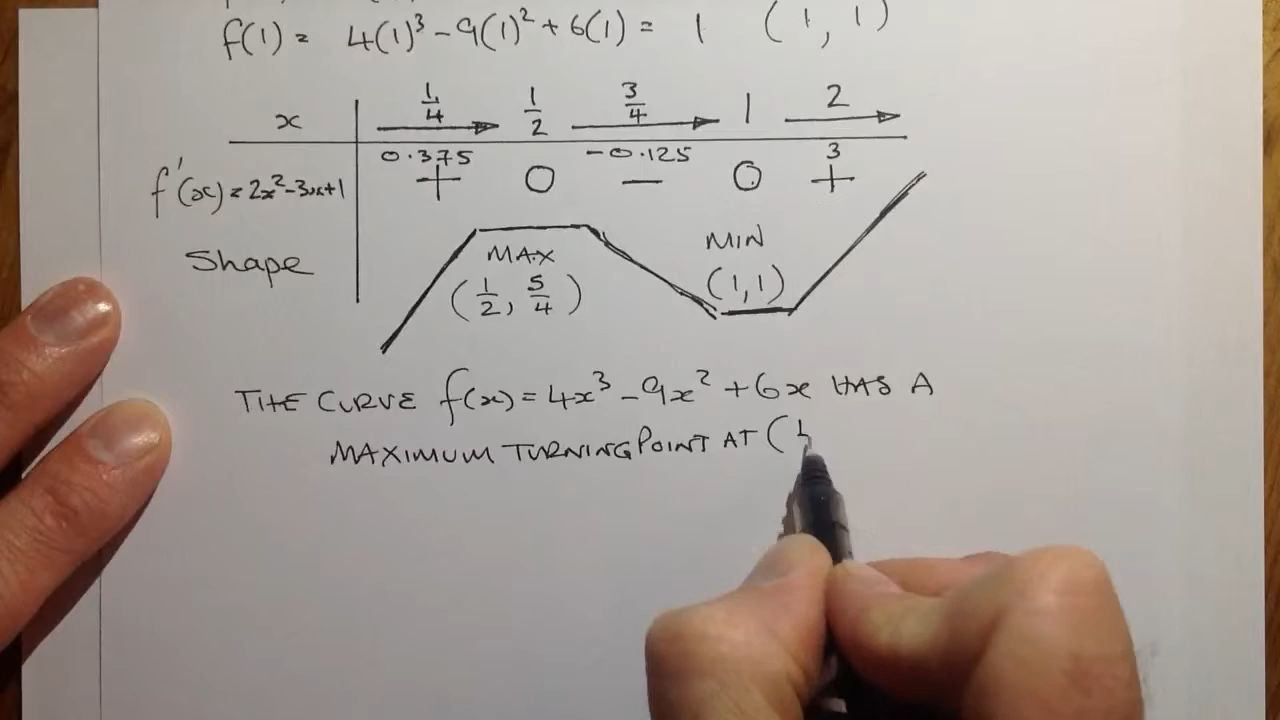 f(1) = 4(1)³ - 9(1)² + 6(1) = 1 (1, 1)
x 1/4 1/2 3/4 1 2
0.375 -0.125 3
f'(x) = 2x² - 3x + 1 + 0 — 0 +
Shape MAX (1/2, 5/4) MIN (1, 1)
THE CURVE f(x) = 4x³ - 9x² + 6x HAS A
MAXIMUM TURNING POINT AT (1